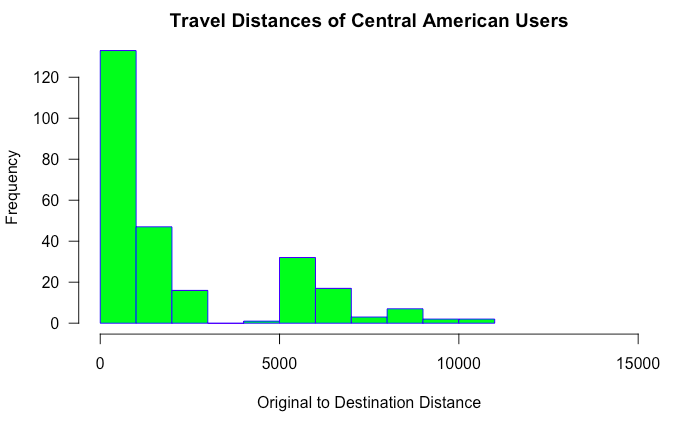 Travel Distances of Central American Users
Frequency
120
100
80
60
40
20
0
0 5000 10000 15000
Original to Destination Distance